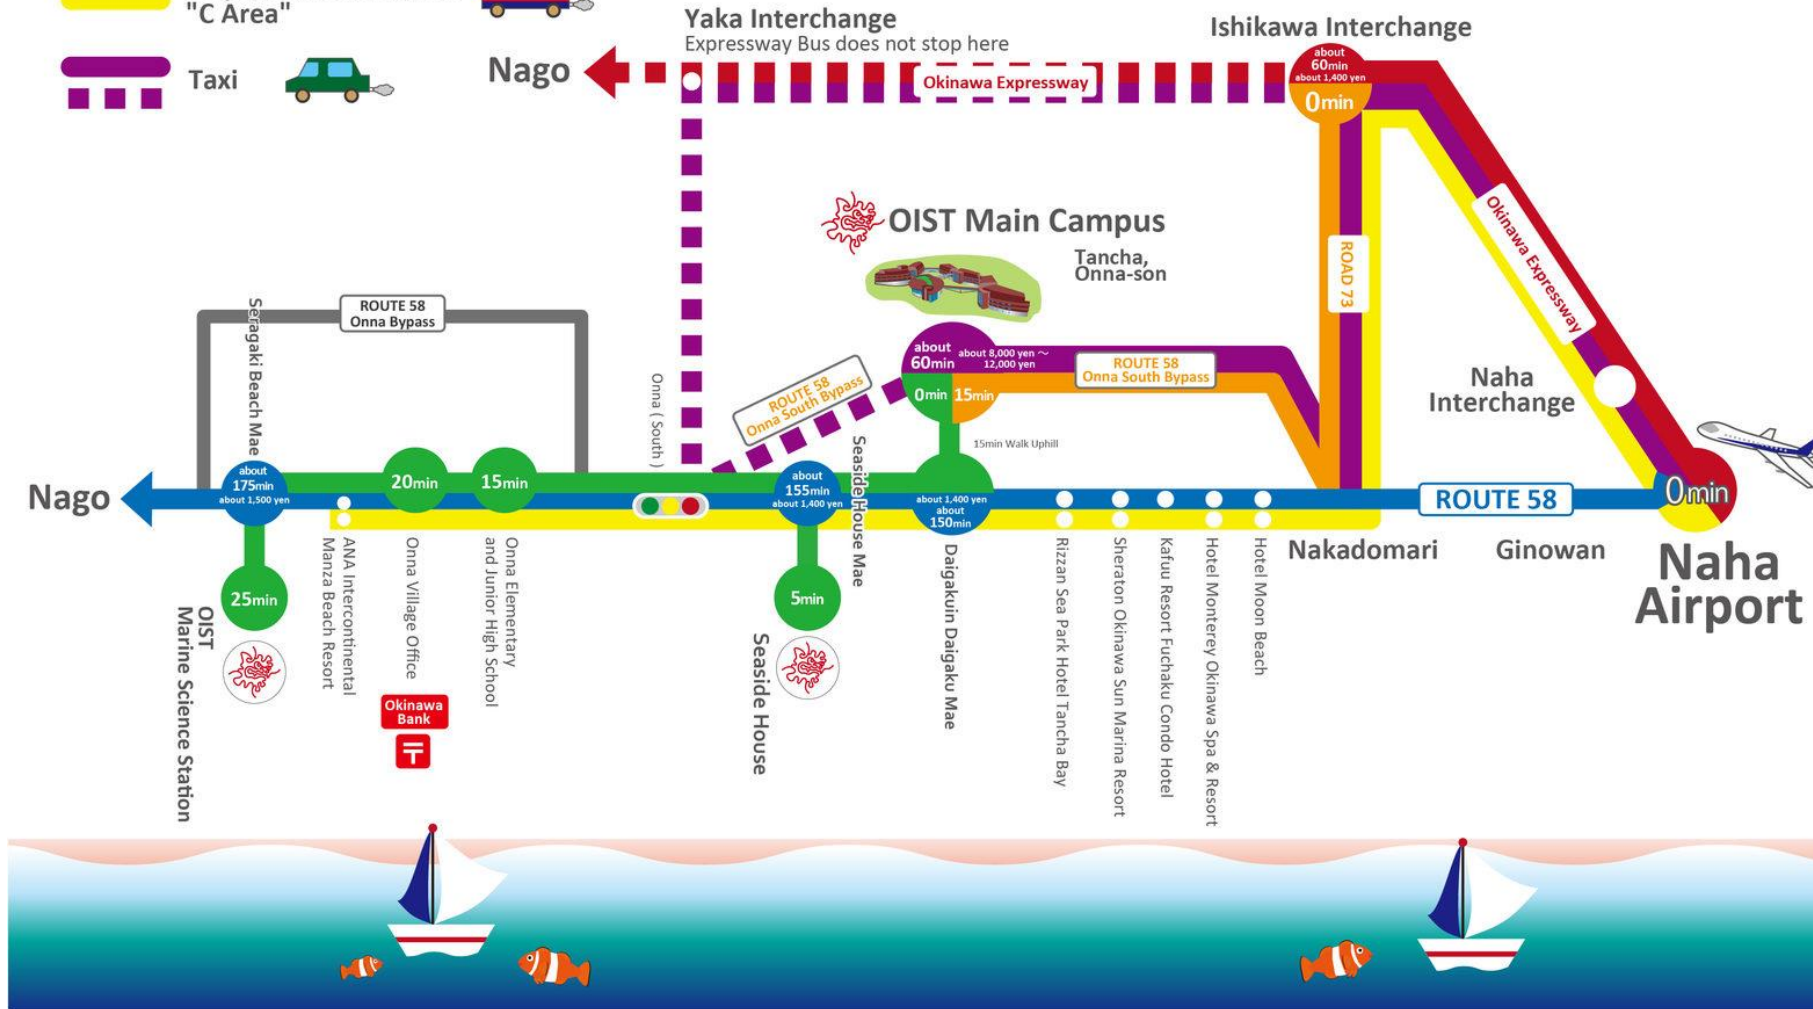 "C Area"
Taxi
Nago
Yaka Interchange
Expressway Bus does not stop here
Okinawa Expressway
Ishikawa Interchange
about
60min
about 1,400 yen
0min
Okinawa Expressway
ROAD 73
Naha
Interchange
OIST Main Campus
Tancha,
Onna-son
about
60min
about 8,000 yen ～
12,000 yen
0min
15min
ROUTE 58
Onna South Bypass
15min Walk Uphill
ROUTE 58
Onna South Bypass
ROUTE 58
Onna Bypass
Seragaki Beach Mae
Onna ( South )
Seaside House Mae
Nago
about
175min
about 1,500 yen
20min
15min
about
155min
about 1,400 yen
about 1,400 yen
about
150min
ROUTE 58
0min
Naha
Airport
Nakadomari
Ginowan
25min
OIST
Marine Science Station
ANA Intercontinental
Manza Beach Resort
Onna Village Office
Okinawa
Bank
〒
Onna Elementary
and Junior High School
5min
Seaside House
Daigakuin Daigaku Mae
Rizzan Sea Park Hotel Tancha Bay
Sheraton Okinawa Sun Marina Resort
Kafuu Resort Fuchaku Condo Hotel
Hotel Monterey Okinawa Spa & Resort
Hotel Moon Beach